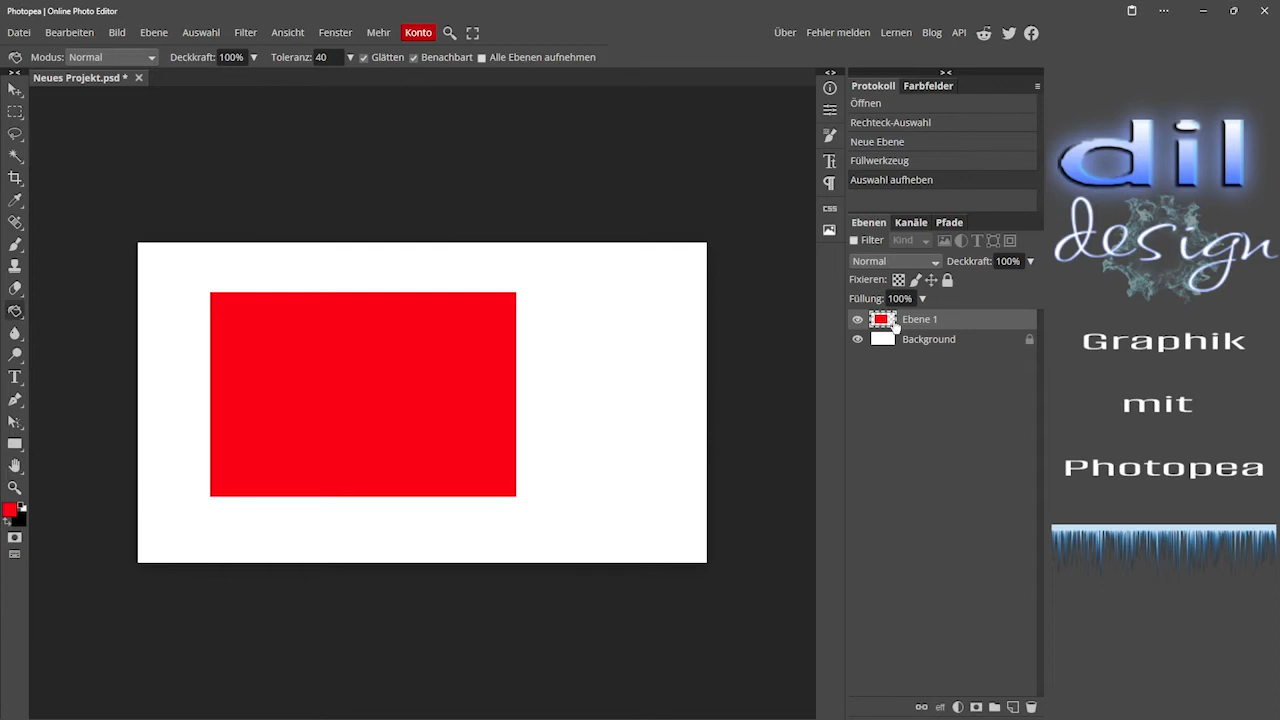 Photopea | Online Photo Editor
Datei Bearbeiten Bild Ebene Auswahl Filter Ansicht Fenster Mehr Konto Über Fehler melden Lernen Blog API
Modus: Normal Deckkraft: 100% Toleranz: 40 Glätten Benachbart Alle Ebenen aufnehmen
Neues Projekt.psd *
Protokoll Farbfelder
Öffnen
Rechteck-Auswahl
Neue Ebene
Füllwerkzeug
Auswahl aufheben
CSS
Ebenen Kanäle Pfade
Filter Kind
Normal Deckkraft: 100%
Fixieren:
Füllung: 100%
Ebene 1
Background
eff
dil
design
Graphik
mit
Photopea